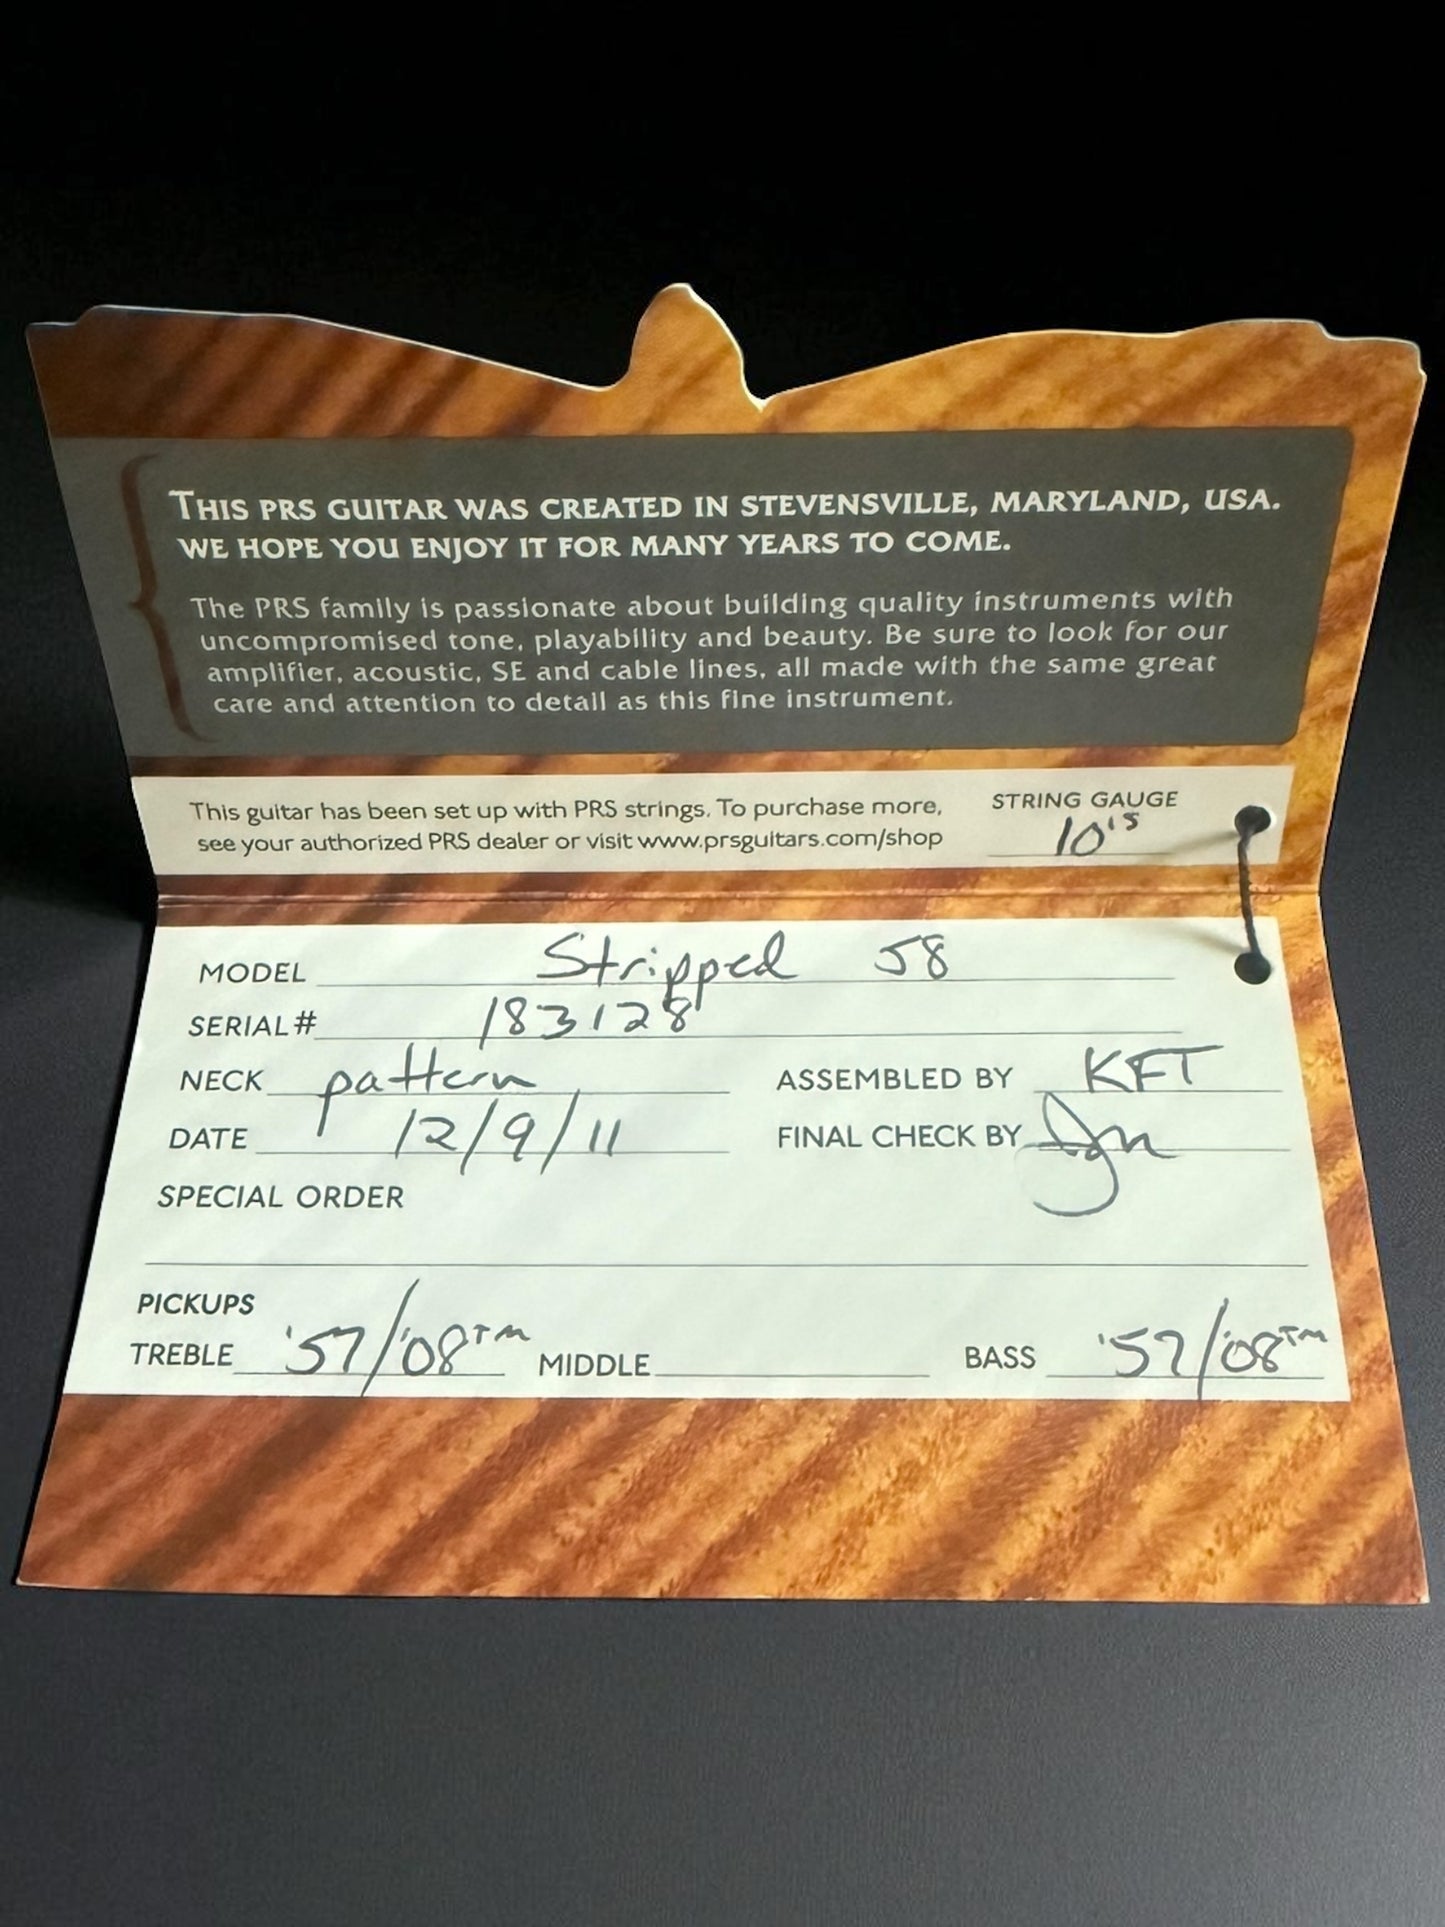 THIS PRS GUITAR WAS CREATED IN STEVENSVILLE, MARYLAND, USA.
WE HOPE YOU ENJOY IT FOR MANY YEARS TO COME.
The PRS family is passionate about building quality instruments with
uncompromised tone, playability and beauty. Be sure to look for our
amplifier, acoustic, SE and cable lines, all made with the same great
care and attention to detail as this fine instrument.
This guitar has been set up with PRS strings. To purchase more,
see your authorized PRS dealer or visit www.prsguitars.com/shop
STRING GAUGE
10's
MODEL Stripped 58
SERIAL# 183128
NECK pattern ASSEMBLED BY KFT
DATE 12/9/11 FINAL CHECK BY
SPECIAL ORDER
PICKUPS
TREBLE '57/'08™ MIDDLE BASS '57/'08™